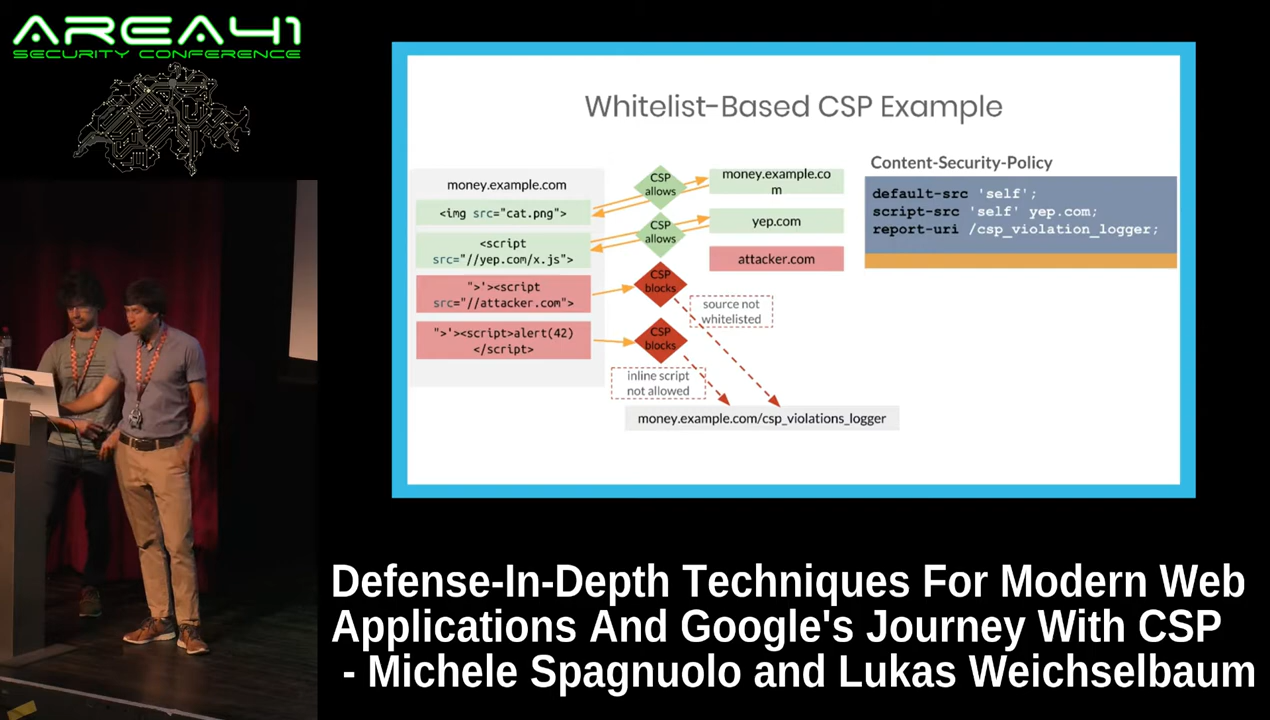 AREA41
SECURITY CONFERENCE
Whitelist-Based CSP Example
money.example.com
<img src="cat.png">
<script
src="//yep.com/x.js">
">'><script
src="//attacker.com">
">'><script>alert(42)
</script>
CSP
allows
CSP
allows
CSP
blocks
CSP
blocks
money.example.co
m
yep.com
attacker.com
source not
whitelisted
inline script
not allowed
money.example.com/csp_violations_logger
Content-Security-Policy
default-src 'self';
script-src 'self' yep.com;
report-uri /csp_violation_logger;
Defense-In-Depth Techniques For Modern Web
Applications And Google's Journey With CSP
- Michele Spagnuolo and Lukas Weichselbaum